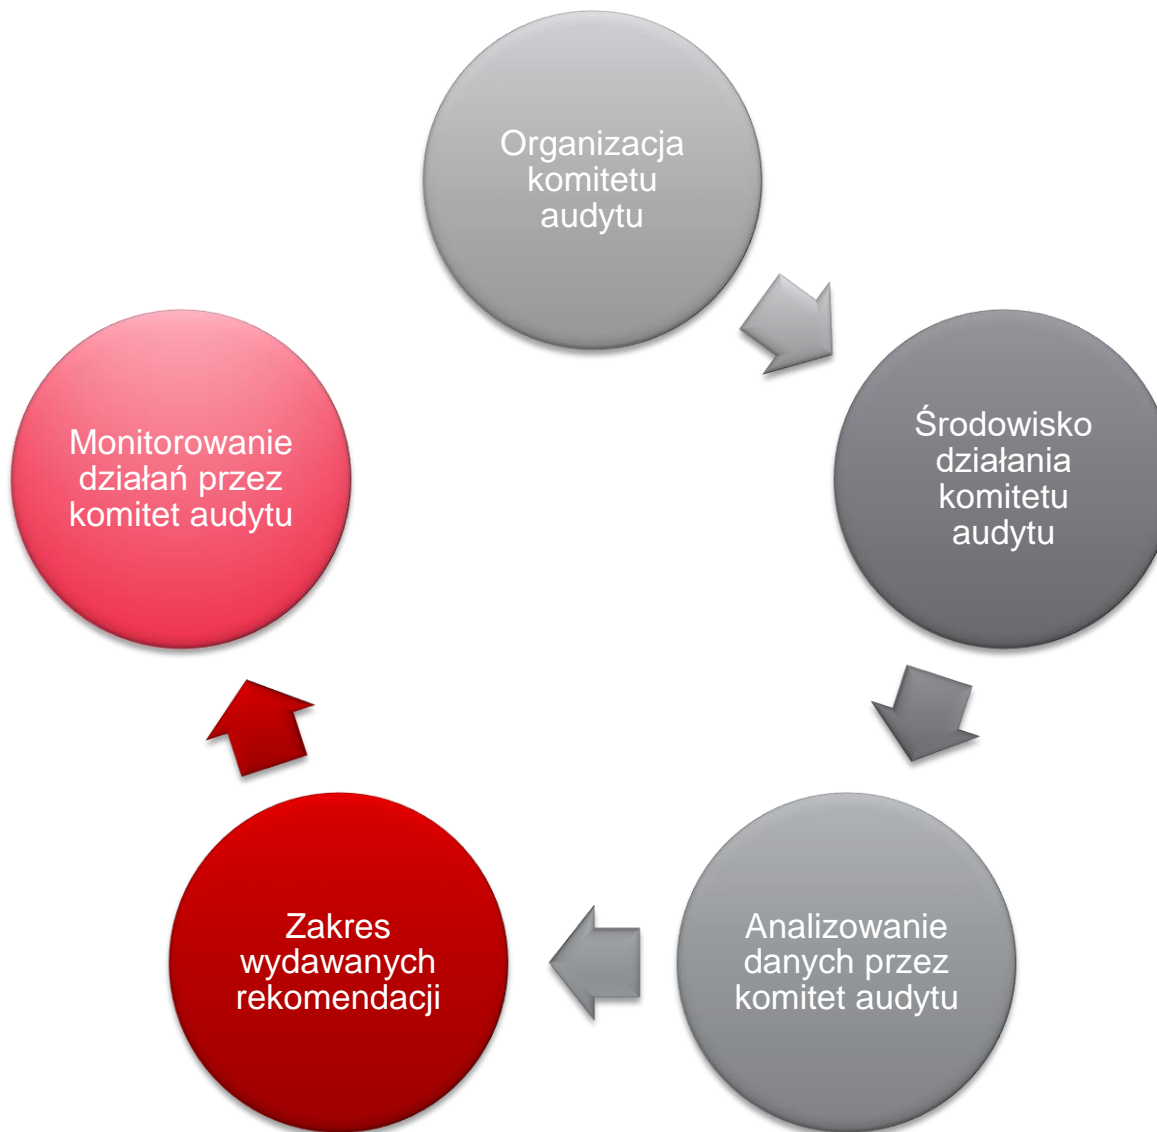 Organizacja
komitetu
audytu
Środowisko
działania
komitetu
audytu
Analizowanie
danych przez
komitet audytu
Zakres
wydawanych
rekomendacji
Monitorowanie
działań przez
komitet audytu